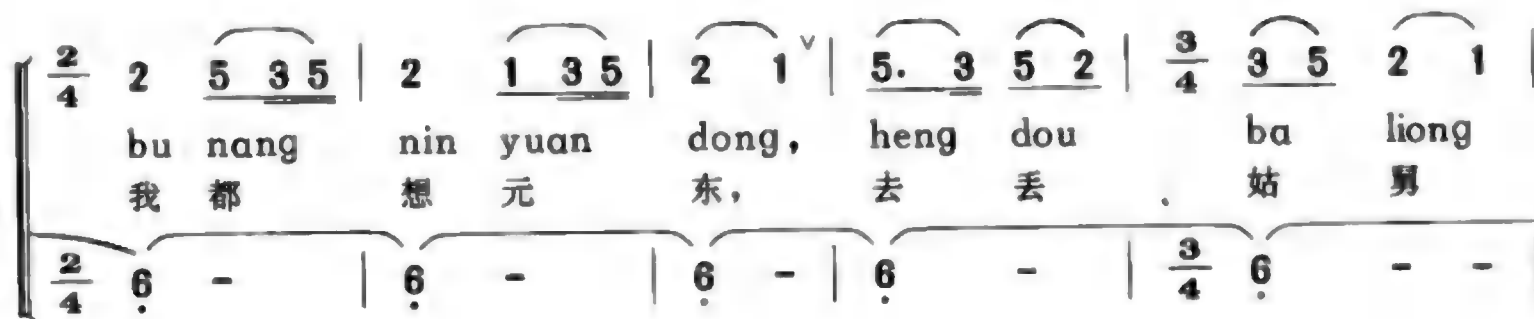 2/4 2 5 3 5 | 2 1 3 5 | 2 1 ∨ | 5. 3 5 2 | 3/4 3 5 2 1 |
bu nang nin yuan dong, heng dou ba liong
我 都 想 元 东, 去 丢 姑 舅
2/4 6̣ - | 6̣ - | 6̣ - | 6̣ - | 3/4 6̣ - -